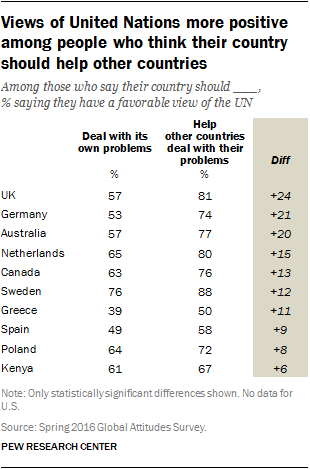 Views of United Nations more positive
among people who think their country
should help other countries
Among those who say their country should ____,
% saying they have a favorable view of the UN
Deal with its
own problems
Help
other countries
deal with their
problems
Diff
% %
UK 57 81 +24
Germany 53 74 +21
Australia 57 77 +20
Netherlands 65 80 +15
Canada 63 76 +13
Sweden 76 88 +12
Greece 39 50 +11
Spain 49 58 +9
Poland 64 72 +8
Kenya 61 67 +6
Note: Only statistically significant differences shown. No data for
U.S.
Source: Spring 2016 Global Attitudes Survey.
PEW RESEARCH CENTER